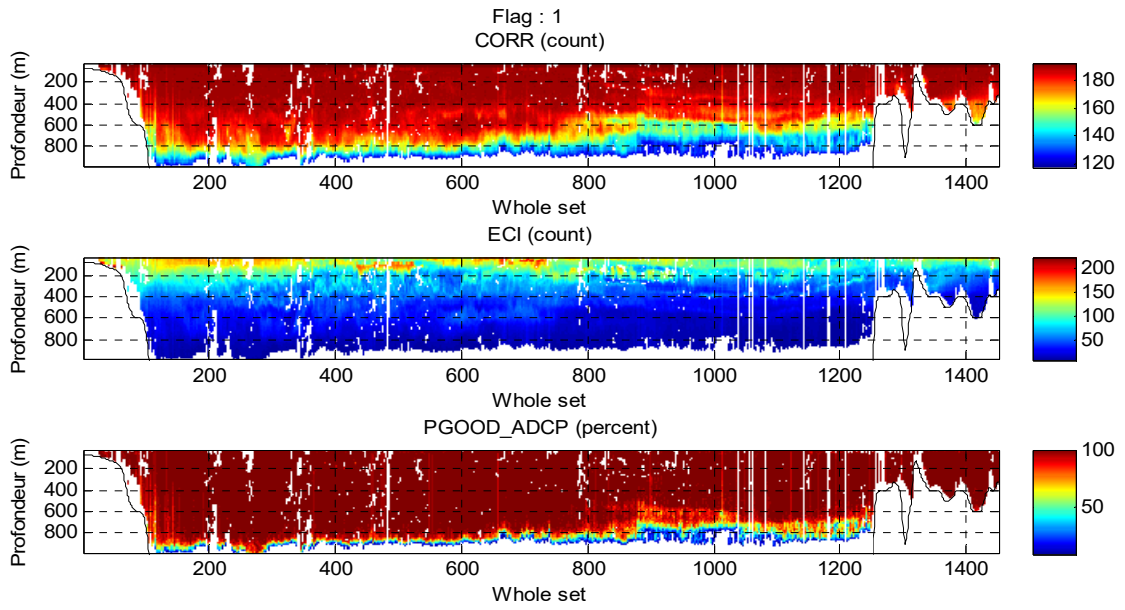 Flag : 1
CORR (count)
Profondeur (m)
200
400
600
800
200 400 600 800 1000 1200 1400
Whole set
180
160
140
120
ECI (count)
Profondeur (m)
200
400
600
800
200 400 600 800 1000 1200 1400
Whole set
200
150
100
50
PGOOD_ADCP (percent)
Profondeur (m)
200
400
600
800
200 400 600 800 1000 1200 1400
Whole set
100
50